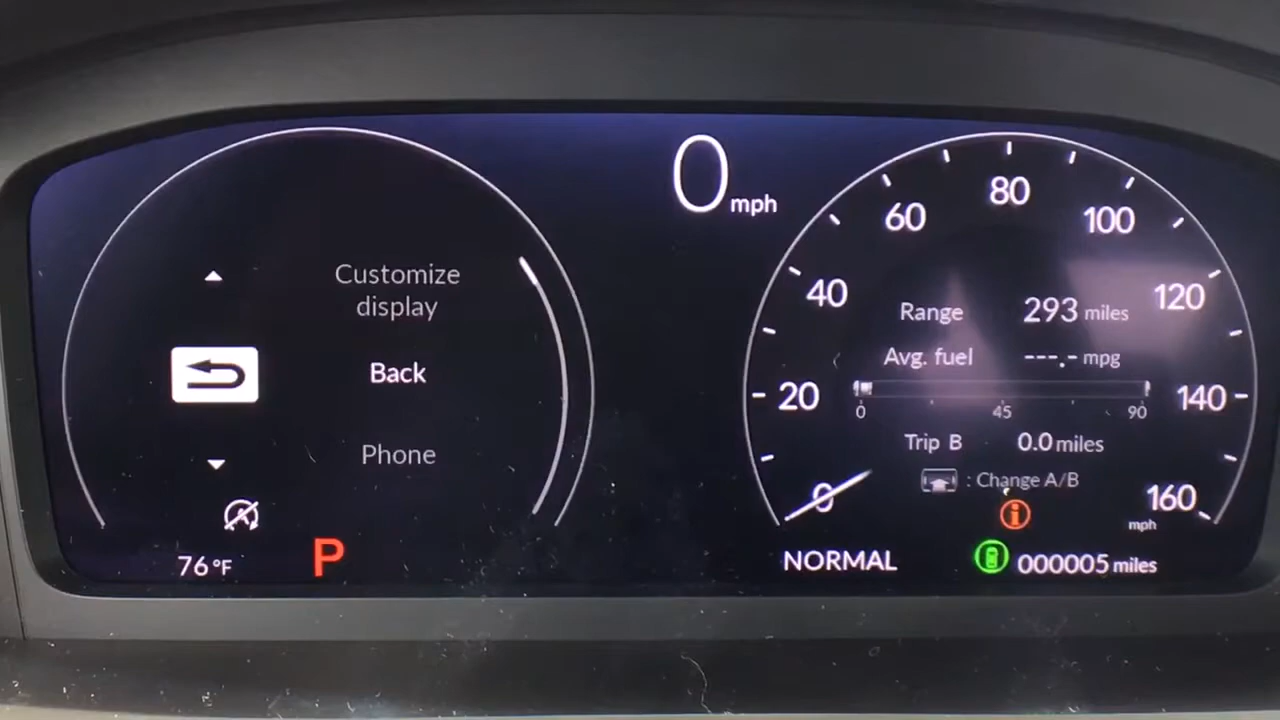 0 mph
Customize
display
Back
Phone
76 °F
P
0
20
40
60
80
100
120
140
160
mph
Range 293 miles
Avg. fuel ---.- mpg
0 45 90
Trip B 0.0 miles
: Change A/B
NORMAL
000005 miles